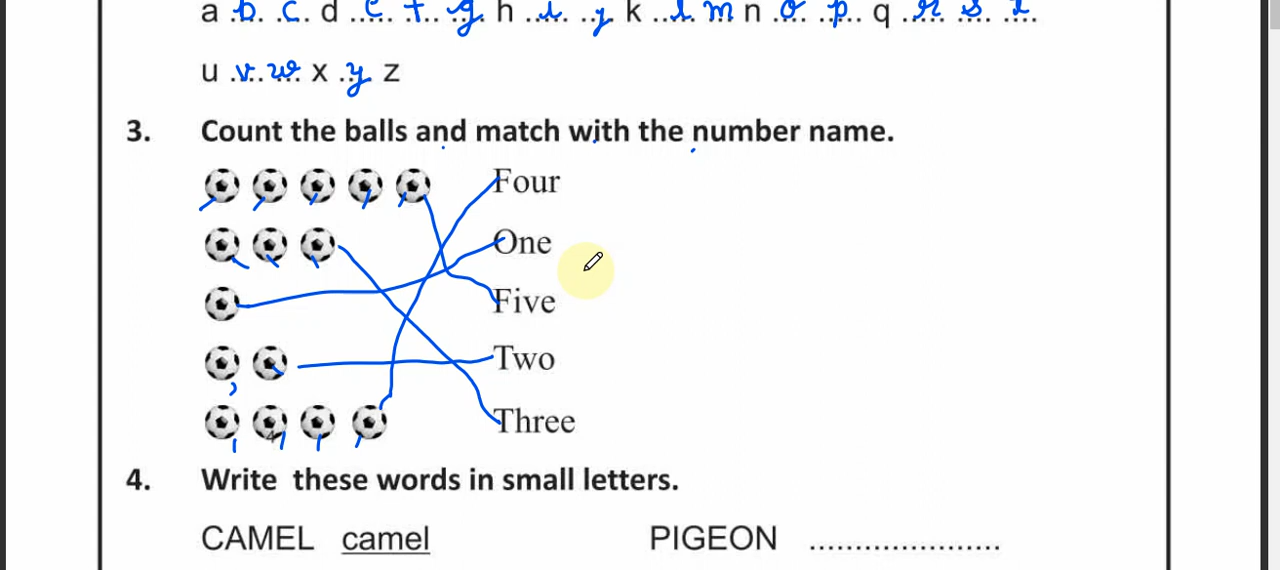 a .b. .c. d ..e.. .f.. .g. h ..i. ..j. k ...l. m n .o.. ..p.. q ..r.. ..s.. ..t..
u .v.. w.. x .y. z
3. Count the balls and match with the number name.
Four
One
Five
Two
Three
4. Write these words in small letters.
CAMEL camel PIGEON .....................